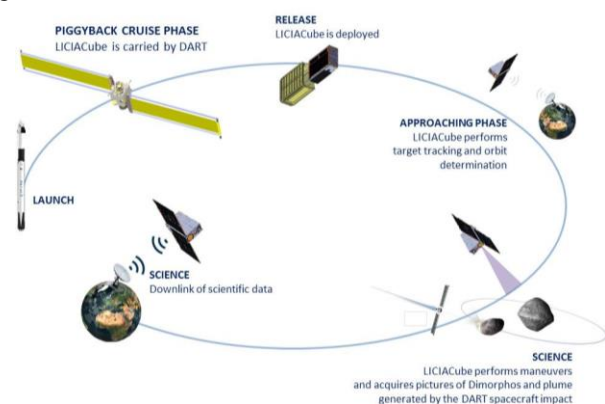 PIGGYBACK CRUISE PHASE
LICIACube is carried by DART
RELEASE
LICIACube is deployed
APPROACHING PHASE
LICIACube performs
target tracking and orbit
determination
LAUNCH
SCIENCE
Downlink of scientific data
SCIENCE
LICIACube performs maneuvers
and acquires pictures of Dimorphos and plume
generated by the DART spacecraft impact